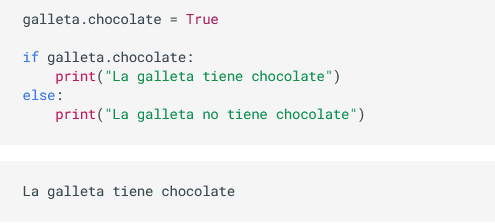 galleta.chocolate = True
if galleta.chocolate:
    print("La galleta tiene chocolate")
else:
    print("La galleta no tiene chocolate")
La galleta tiene chocolate